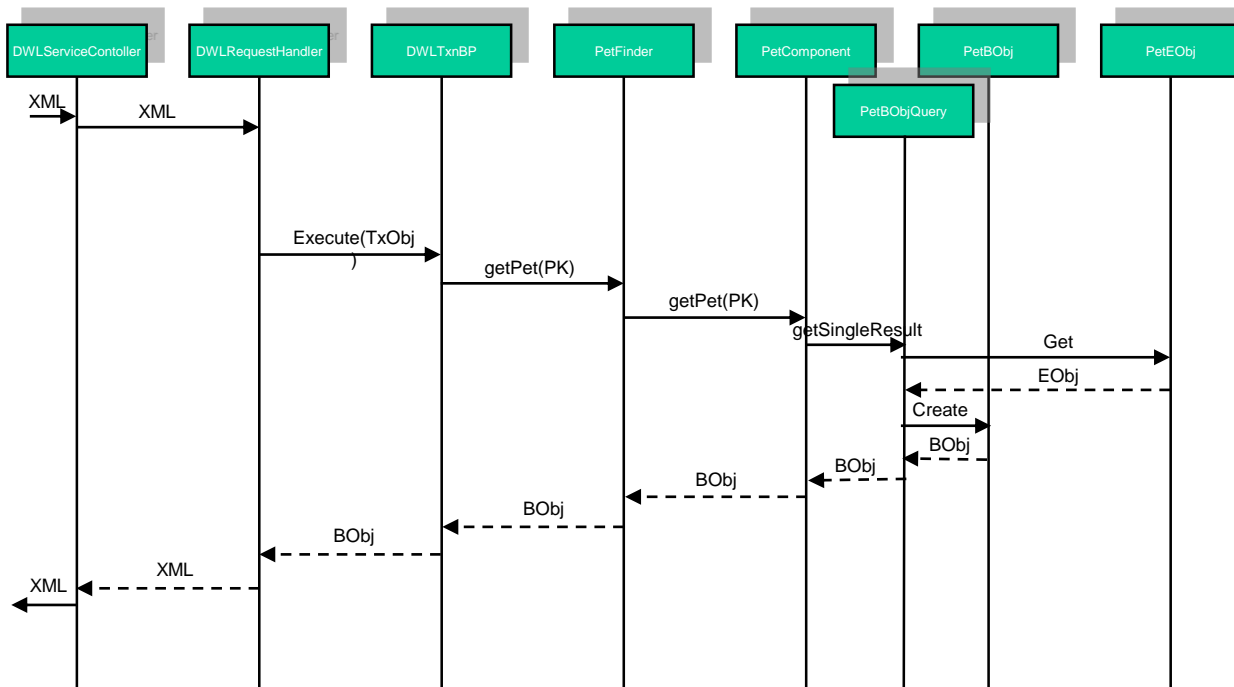 DWLServiceContoller
DWLRequestHandler
DWLTxnBP
PetFinder
PetComponent
PetBObj
PetEObj
PetBObjQuery
XML
XML
Execute(TxObj
)
getPet(PK)
getPet(PK)
getSingleResult
Get
EObj
Create
BObj
BObj
BObj
BObj
BObj
XML
XML